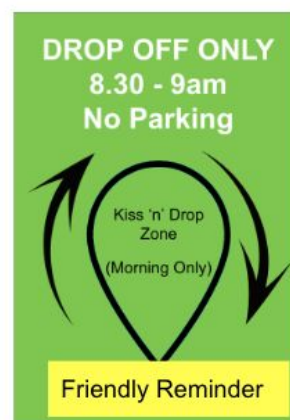 DROP OFF ONLY
8.30 - 9am
No Parking
Kiss 'n' Drop
Zone
(Morning Only)
Friendly Reminder